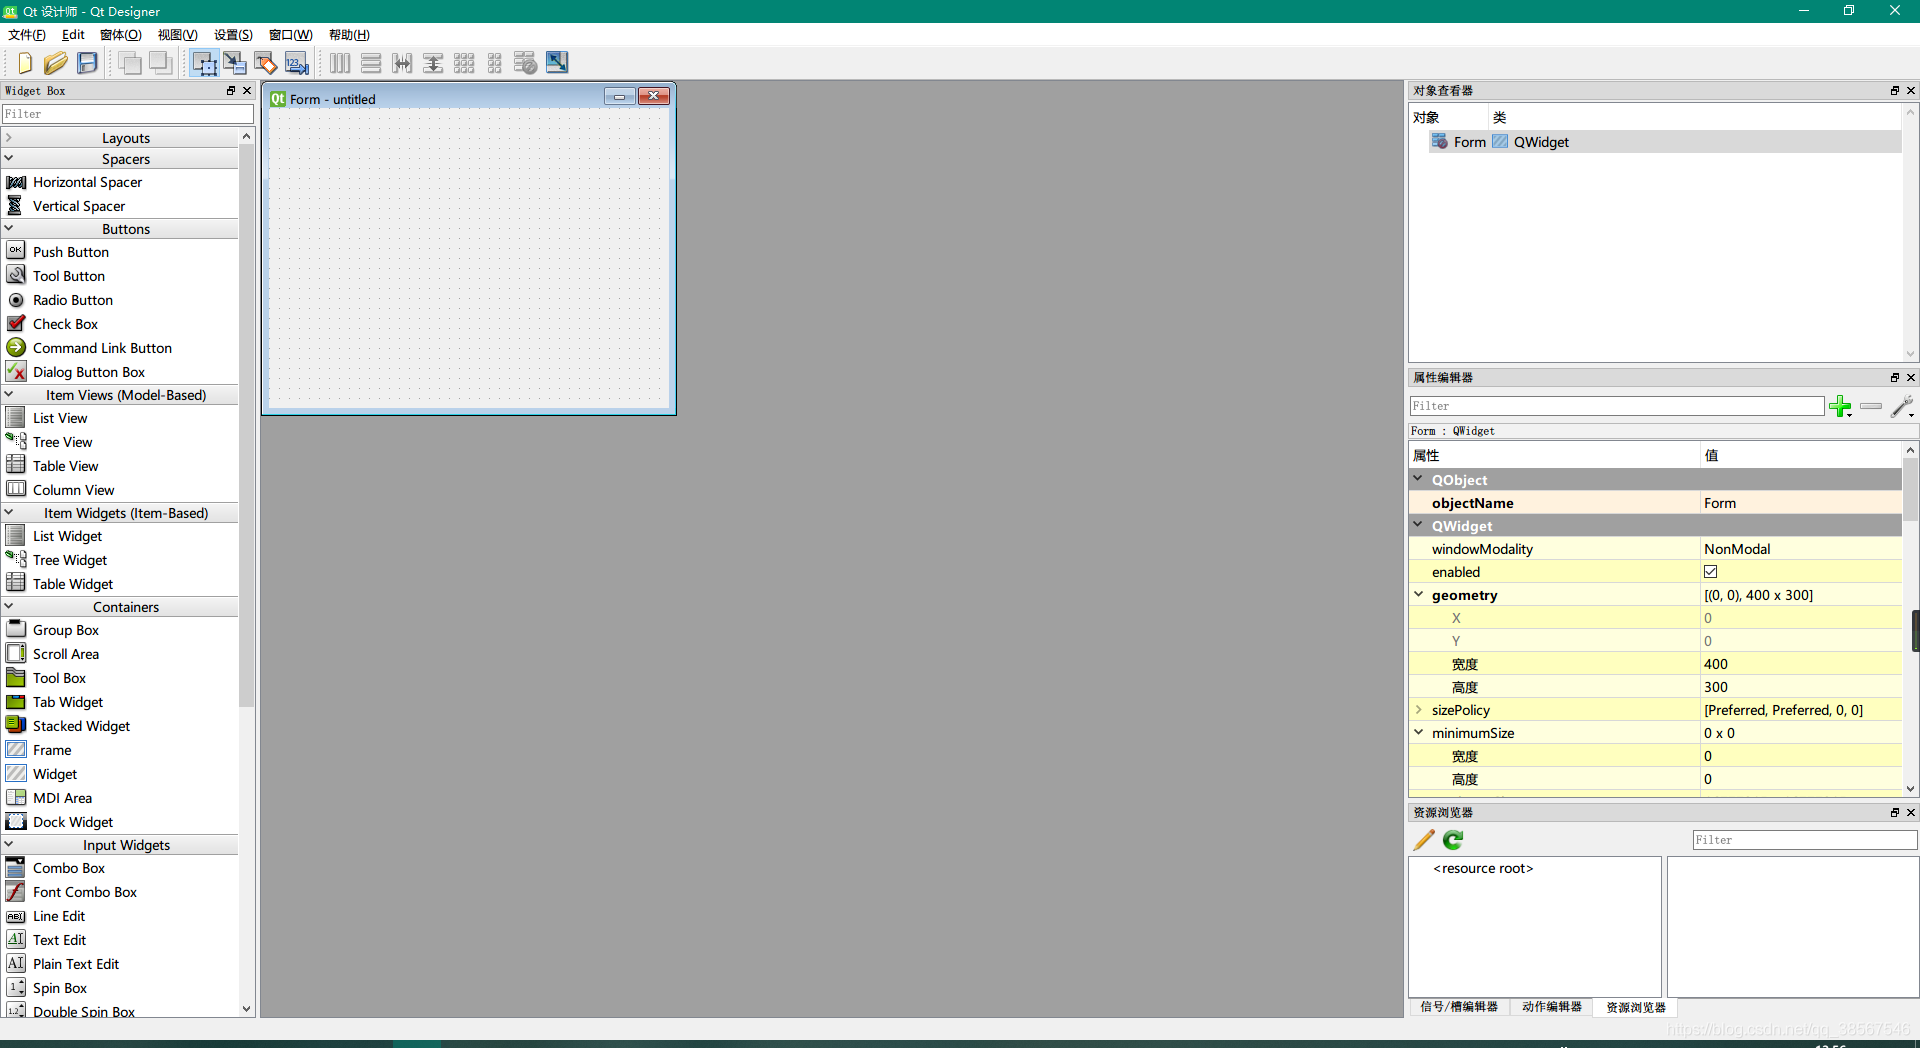 Qt 设计师 - Qt Designer
文件(F) Edit 窗体(O) 视图(V) 设置(S) 窗口(W) 帮助(H)
Widget Box
Filter
Layouts
Spacers
Horizontal Spacer
Vertical Spacer
Buttons
Push Button
Tool Button
Radio Button
Check Box
Command Link Button
Dialog Button Box
Item Views (Model-Based)
List View
Tree View
Table View
Column View
Item Widgets (Item-Based)
List Widget
Tree Widget
Table Widget
Containers
Group Box
Scroll Area
Tool Box
Tab Widget
Stacked Widget
Frame
Widget
MDI Area
Dock Widget
Input Widgets
Combo Box
Font Combo Box
Line Edit
Text Edit
Plain Text Edit
Spin Box
Double Spin Box
Form - untitled
对象查看器
对象 类
Form QWidget
属性编辑器
Filter
Form : QWidget
属性 值
QObject
objectName Form
QWidget
windowModality NonModal
enabled
geometry [(0, 0), 400 x 300]
X 0
Y 0
宽度 400
高度 300
sizePolicy [Preferred, Preferred, 0, 0]
minimumSize 0 x 0
宽度 0
高度 0
资源浏览器
Filter
<resource root>
信号/槽编辑器 动作编辑器 资源浏览器
https://blog.csdn.net/qq_38567546